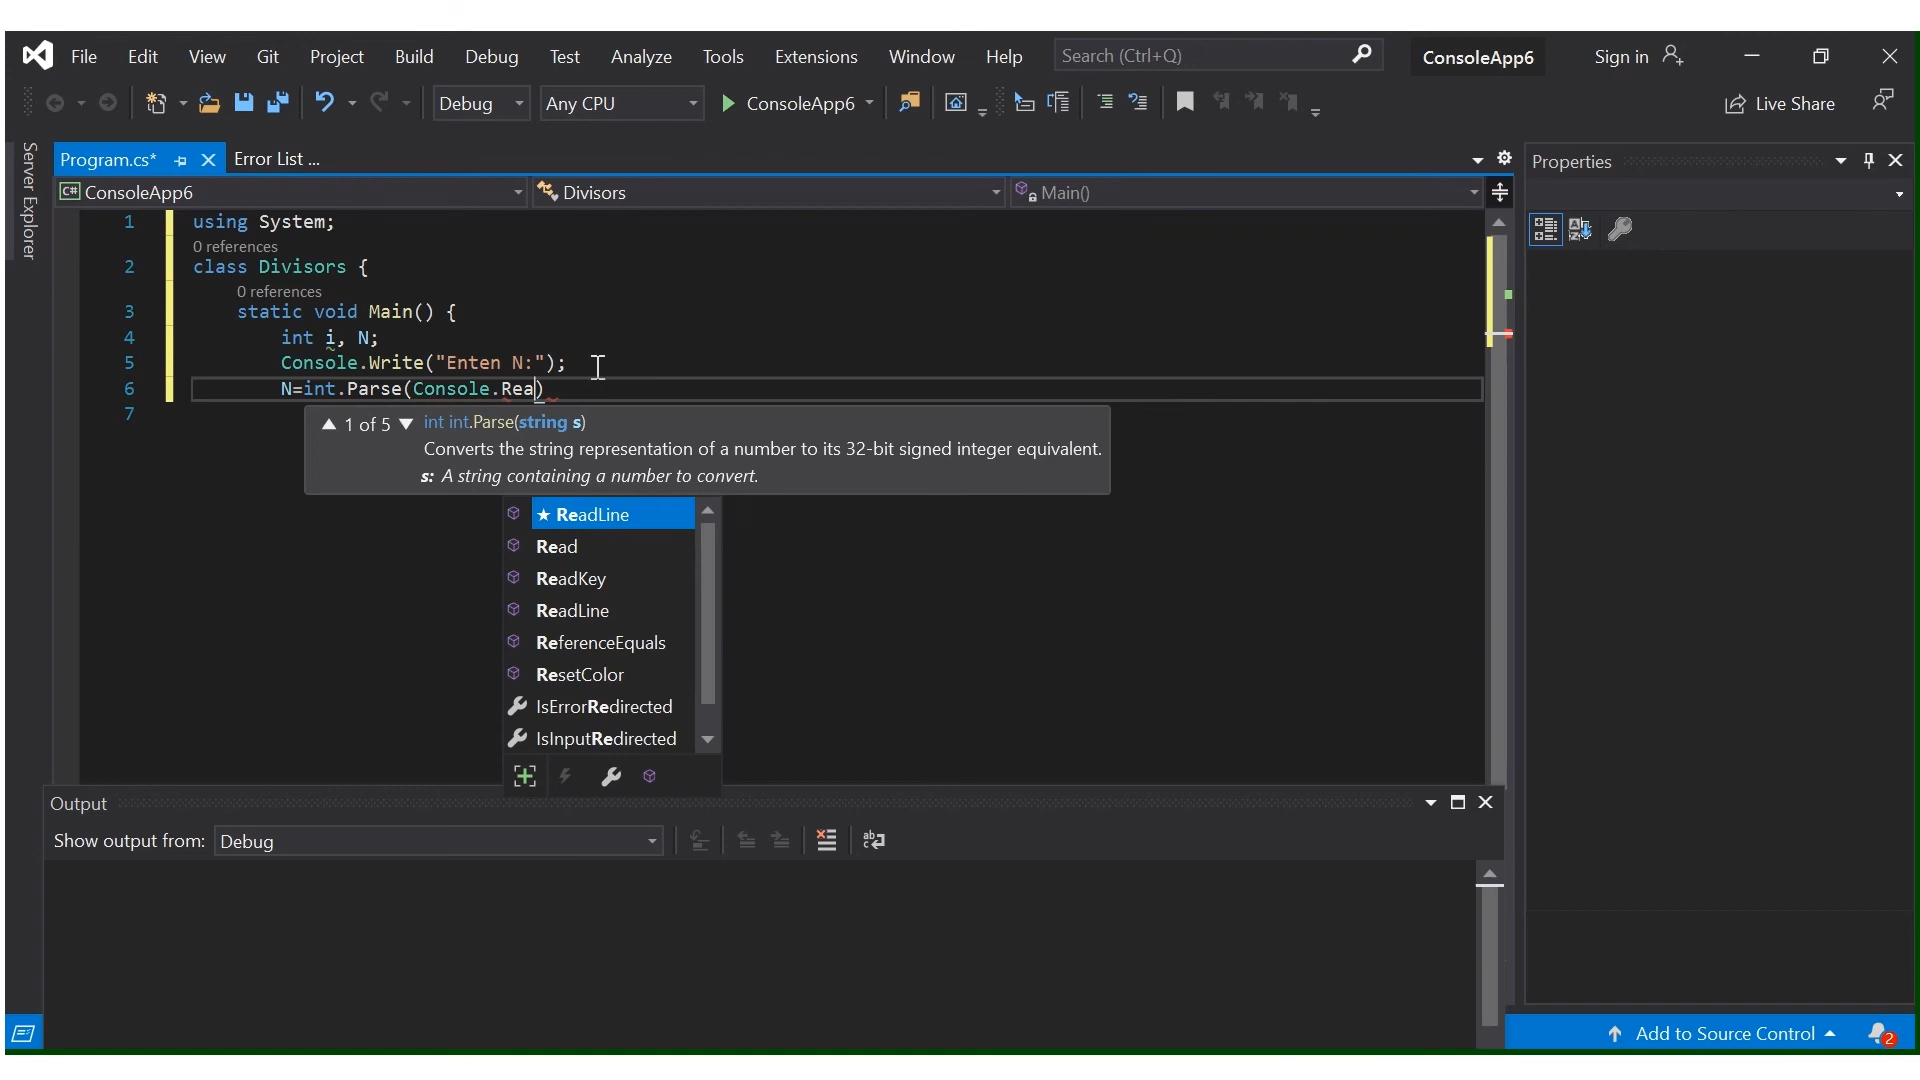 File Edit View Git Project Build Debug Test Analyze Tools Extensions Window Help Search (Ctrl+Q) ConsoleApp6 Sign in
Debug Any CPU ConsoleApp6 Live Share
Server Explorer
Program.cs* Error List ...
Properties
C# ConsoleApp6 Divisors Main()
1 using System;
0 references
2 class Divisors {
0 references
3 static void Main() {
4 int i, N;
5 Console.Write("Enten N:");
6 N=int.Parse(Console.Rea)
7
1 of 5 int int.Parse(string s)
Converts the string representation of a number to its 32-bit signed integer equivalent.
s: A string containing a number to convert.
★ ReadLine
Read
ReadKey
ReadLine
ReferenceEquals
ResetColor
IsErrorRedirected
IsInputRedirected
Output
Show output from: Debug
Add to Source Control 2